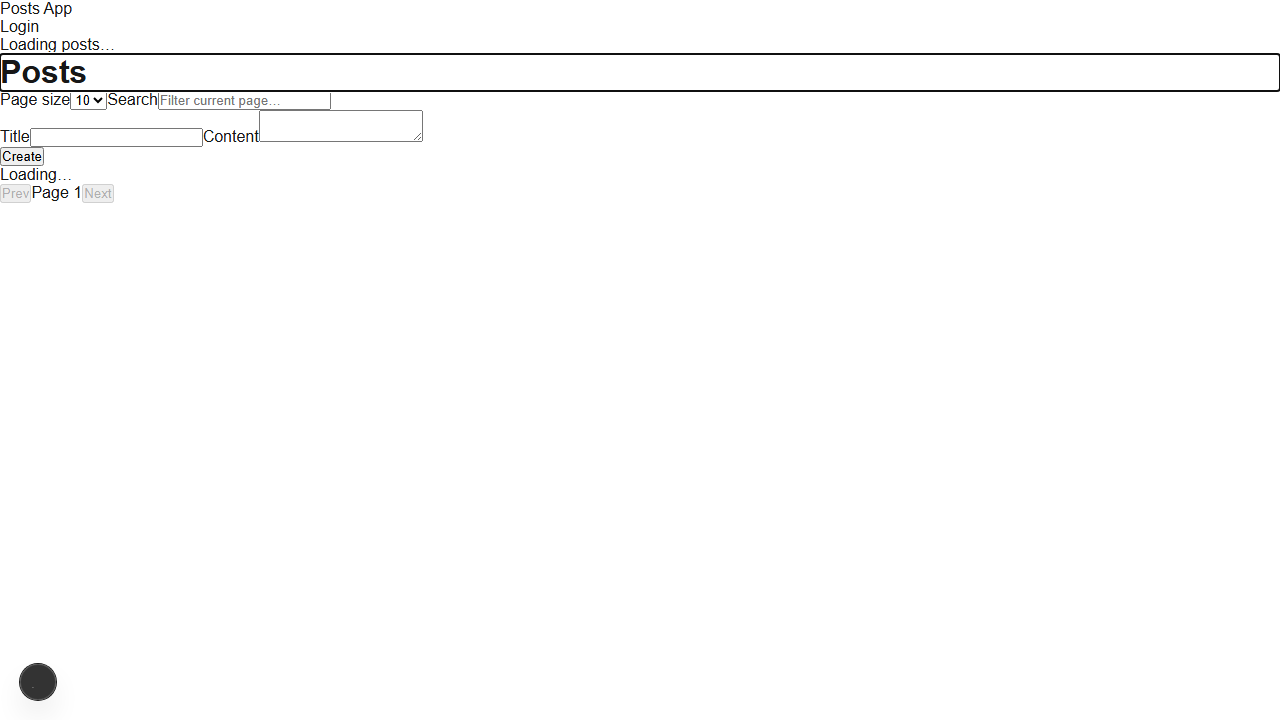 Posts App
Login
Loading posts…
Posts
Page size 10 Search Filter current page…
Title Content
Create
Loading…
Prev Page 1 Next